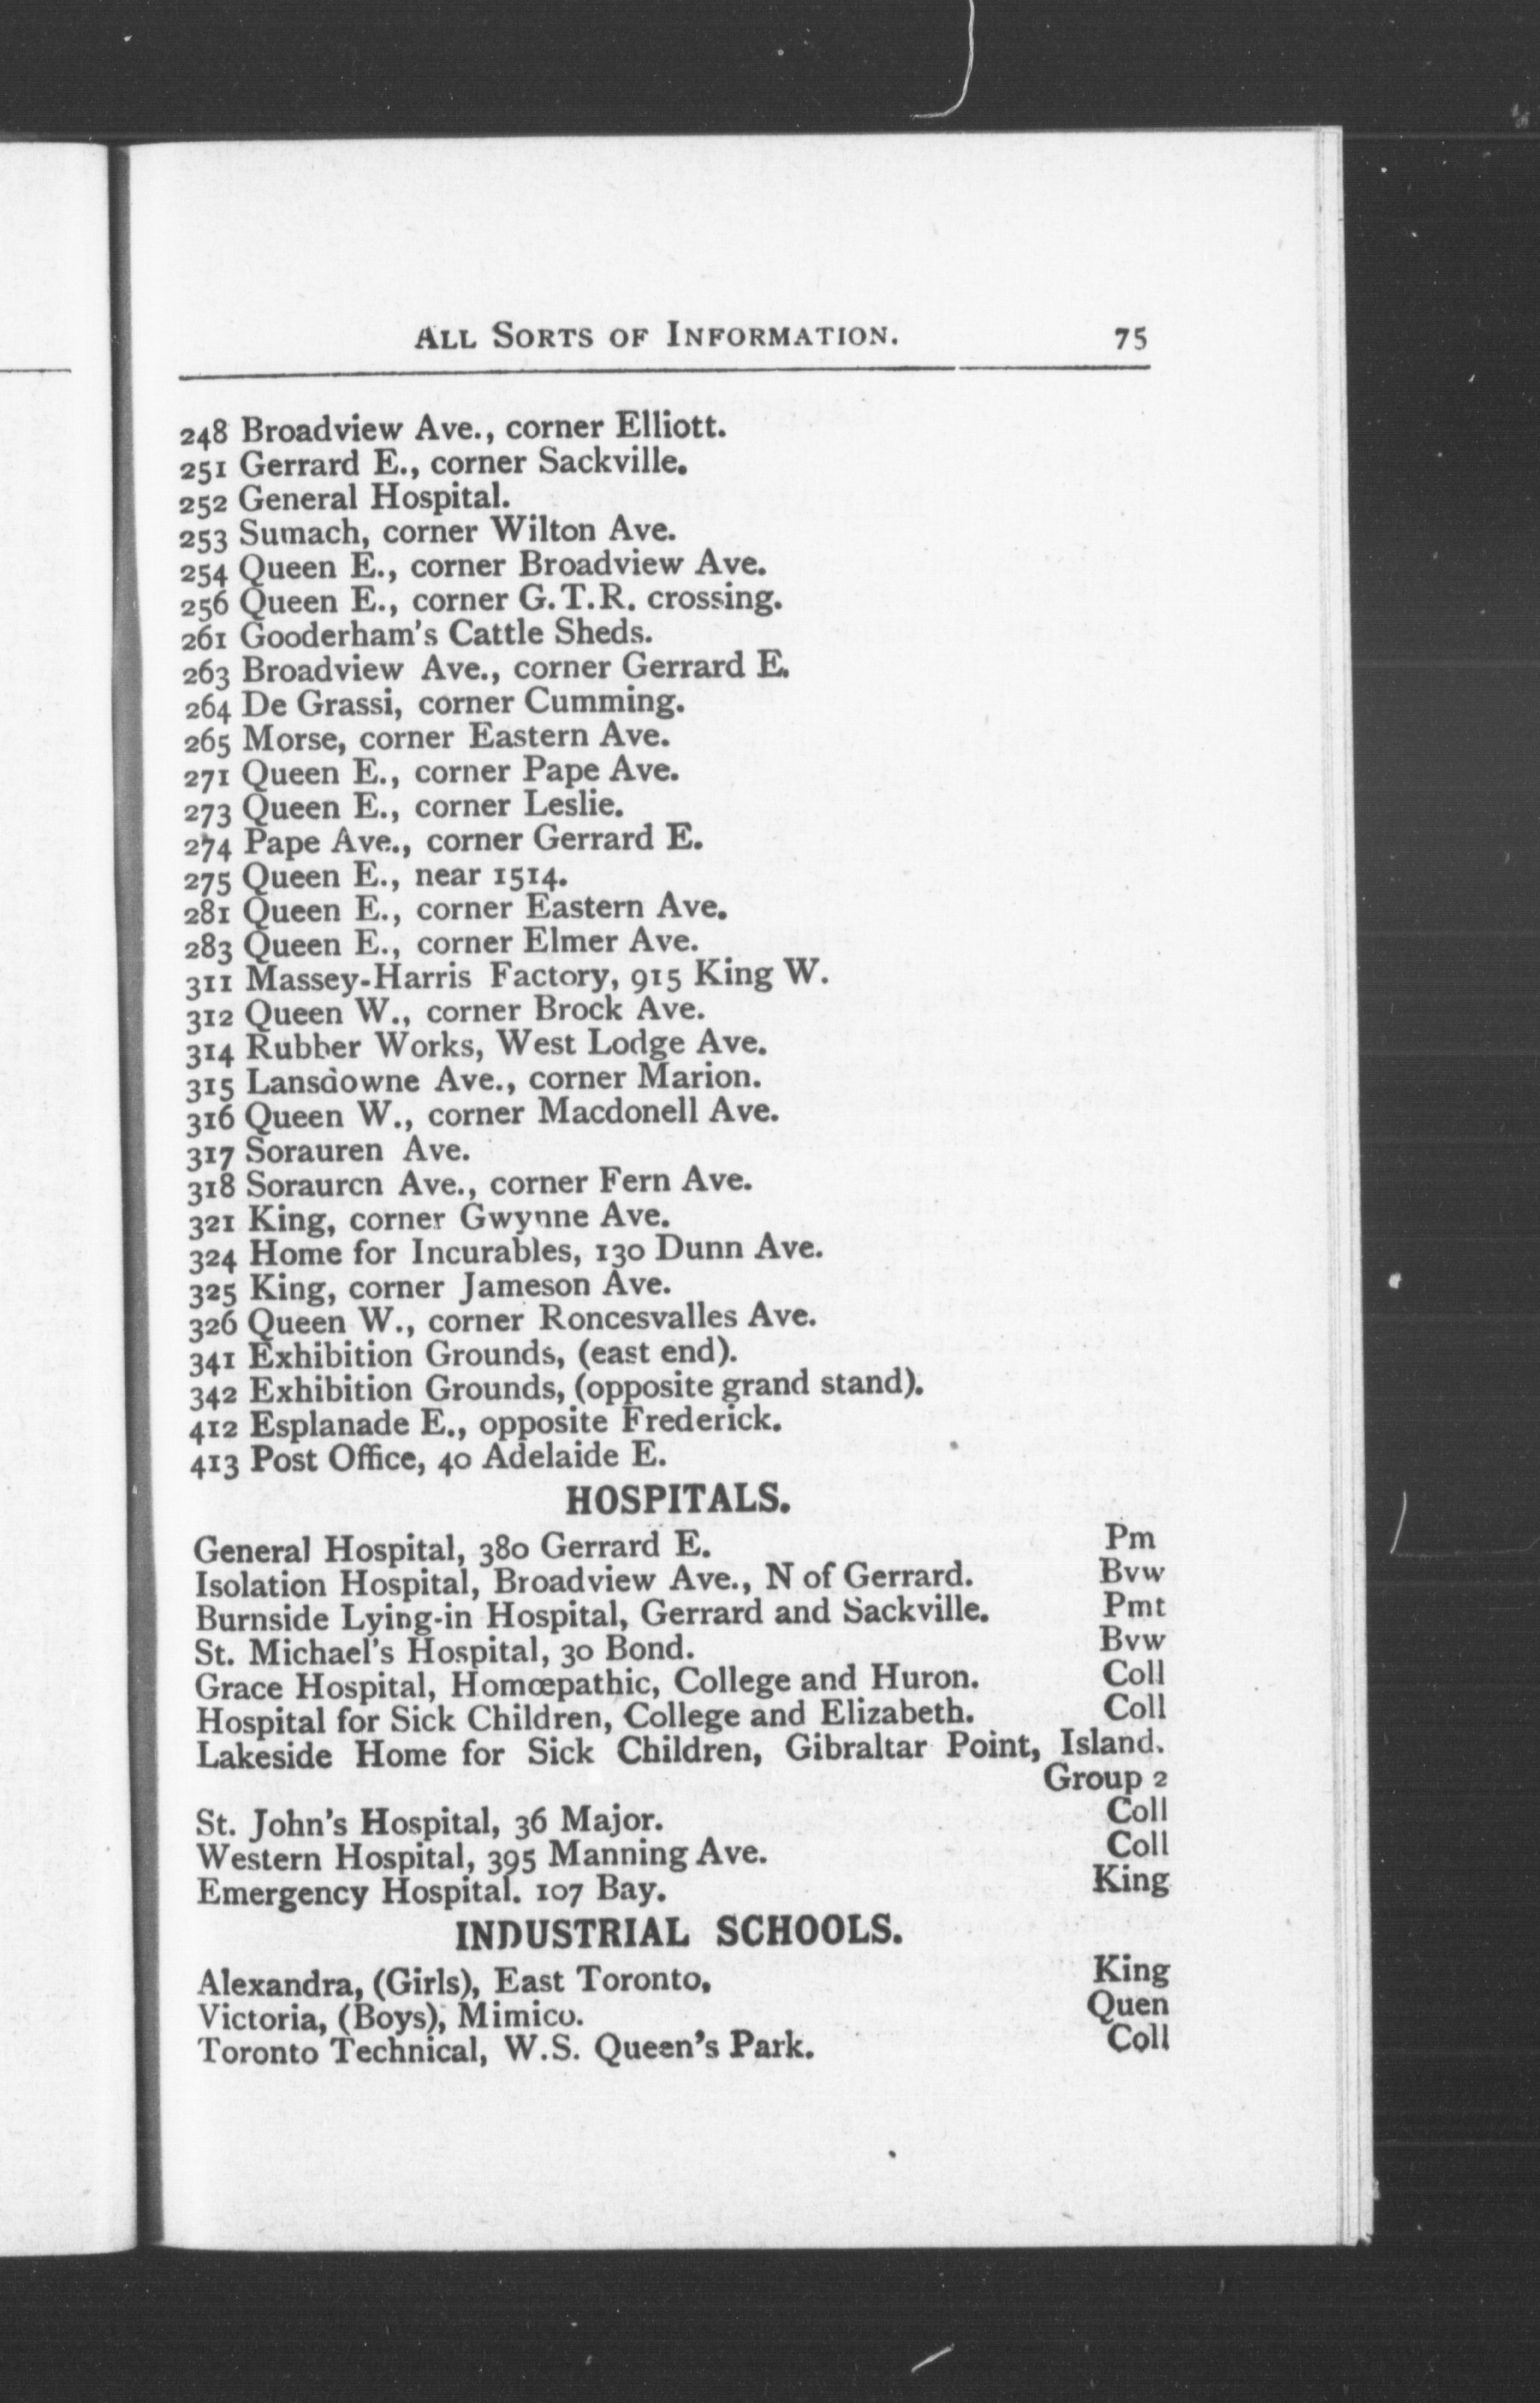 ALL SORTS OF INFORMATION. 75
248 Broadview Ave., corner Elliott.
251 Gerrard E., corner Sackville.
252 General Hospital.
253 Sumach, corner Wilton Ave.
254 Queen E., corner Broadview Ave.
256 Queen E., corner G.T.R. crossing.
261 Gooderham's Cattle Sheds.
263 Broadview Ave., corner Gerrard E.
264 De Grassi, corner Cumming.
265 Morse, corner Eastern Ave.
271 Queen E., corner Pape Ave.
273 Queen E., corner Leslie.
274 Pape Ave., corner Gerrard E.
275 Queen E., near 1514.
281 Queen E., corner Eastern Ave.
283 Queen E., corner Elmer Ave.
311 Massey-Harris Factory, 915 King W.
312 Queen W., corner Brock Ave.
314 Rubber Works, West Lodge Ave.
315 Lansdowne Ave., corner Marion.
316 Queen W., corner Macdonell Ave.
317 Sorauren Ave.
318 Sorauren Ave., corner Fern Ave.
321 King, corner Gwynne Ave.
324 Home for Incurables, 130 Dunn Ave.
325 King, corner Jameson Ave.
326 Queen W., corner Roncesvalles Ave.
341 Exhibition Grounds, (east end).
342 Exhibition Grounds, (opposite grand stand).
412 Esplanade E., opposite Frederick.
413 Post Office, 40 Adelaide E.
HOSPITALS.
General Hospital, 380 Gerrard E. Pm
Isolation Hospital, Broadview Ave., N of Gerrard. Bvw
Burnside Lying-in Hospital, Gerrard and Sackville. Pmt
St. Michael's Hospital, 30 Bond. Bvw
Grace Hospital, Homœpathic, College and Huron. Coll
Hospital for Sick Children, College and Elizabeth. Coll
Lakeside Home for Sick Children, Gibraltar Point, Island.
Group 2
St. John's Hospital, 36 Major. Coll
Western Hospital, 395 Manning Ave. Coll
Emergency Hospital. 107 Bay. King
INDUSTRIAL SCHOOLS.
Alexandra, (Girls), East Toronto, King
Victoria, (Boys), Mimico. Quen
Toronto Technical, W.S. Queen's Park. Coll